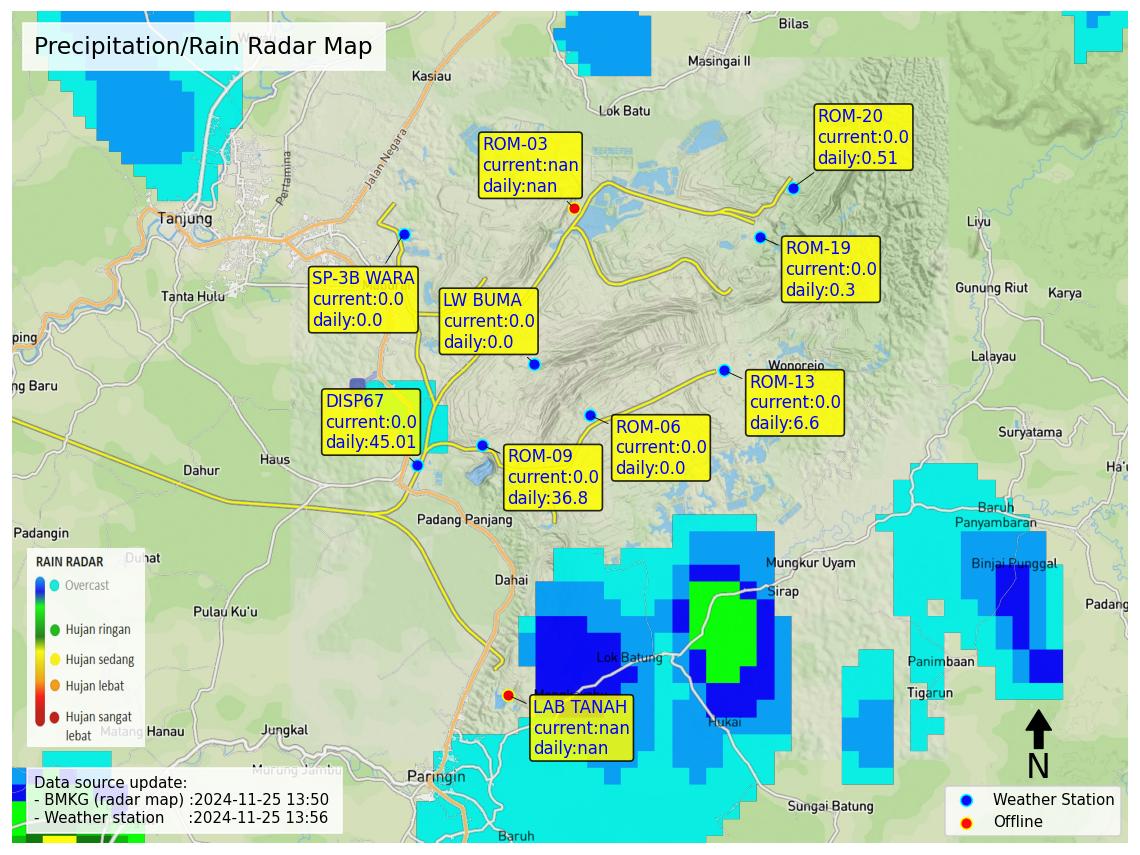 Precipitation/Rain Radar Map
Bilas
Masingai II
Kasiau
Lok Batu
Jalan Negara
Pertamina
Tanjung
Tanta Hulu
ROM-03
current:nan
daily:nan
ROM-20
current:0.0
daily:0.51
ROM-19
current:0.0
daily:0.3
Liyu
Gunung Riut
Karya
Lalayau
SP-3B WARA
current:0.0
daily:0.0
LW BUMA
current:0.0
daily:0.0
ping
ng Baru
Wonorejo
ROM-13
current:0.0
daily:6.6
DISP67
current:0.0
daily:45.01
ROM-06
current:0.0
daily:0.0
ROM-09
current:0.0
daily:36.8
Suryatama
Ha'u
Dahur
Haus
Padang Panjang
Baruh
Panyambaran
Padangin
Duhat
Dahai
Mungkur Uyam
Binjai Punggal
Sirap
Padang
Pulau Ku'u
Lok Batung
Panimbaan
Tigarun
Hukai
RAIN RADAR
Overcast
Hujan ringan
Hujan sedang
Hujan lebat
Hujan sangat
lebat
LAB TANAH
current:nan
daily:nan
Matang Hanau
Jungkal
Murung Jambu
Paringin
Sungai Batung
Baruh
N
Data source update:
- BMKG (radar map) :2024-11-25 13:50
- Weather station :2024-11-25 13:56
Weather Station
Offline